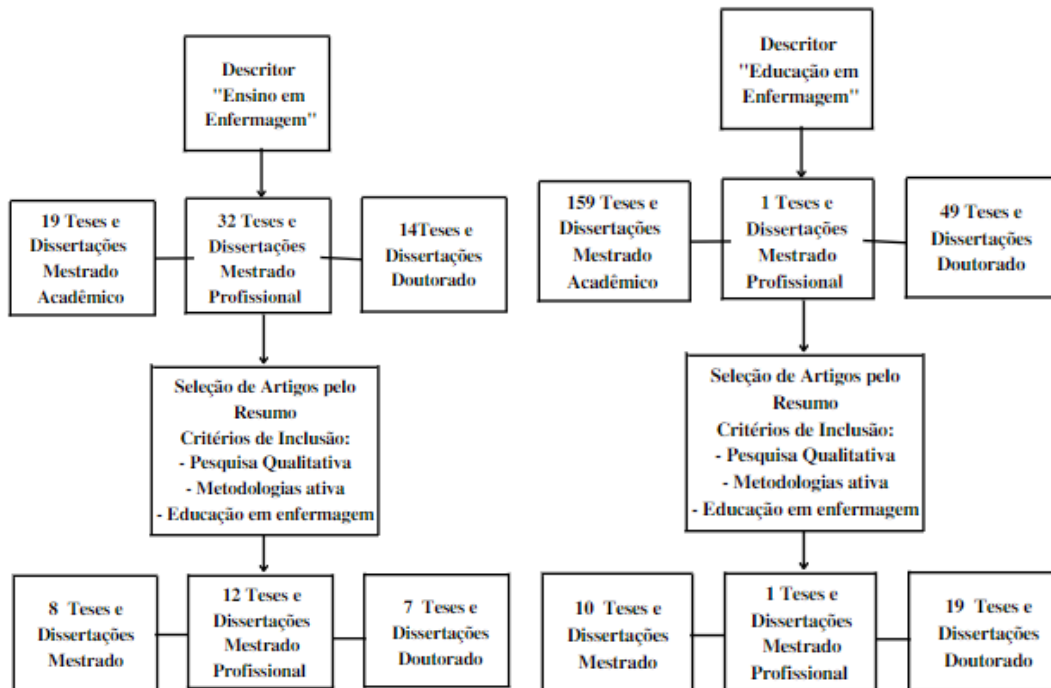 Descritor
"Ensino em
Enfermagem"
19 Teses e
Dissertações
Mestrado
Acadêmico
32 Teses e
Dissertações
Mestrado
Profissional
14Teses e
Dissertações
Doutorado
Seleção de Artigos pelo
Resumo
Critérios de Inclusão:
- Pesquisa Qualitativa
- Metodologias ativa
- Educação em enfermagem
8 Teses e
Dissertações
Mestrado
12 Teses e
Dissertações
Mestrado
Profissional
7 Teses e
Dissertações
Doutorado
Descritor
"Educação em
Enfermagem"
159 Teses e
Dissertações
Mestrado
Acadêmico
1 Teses e
Dissertações
Mestrado
Profissional
49 Teses e
Dissertações
Doutorado
Seleção de Artigos pelo
Resumo
Critérios de Inclusão:
- Pesquisa Qualitativa
- Metodologias ativa
- Educação em enfermagem
10 Teses e
Dissertações
Mestrado
1 Teses e
Dissertações
Mestrado
Profissional
19 Teses e
Dissertações
Doutorado